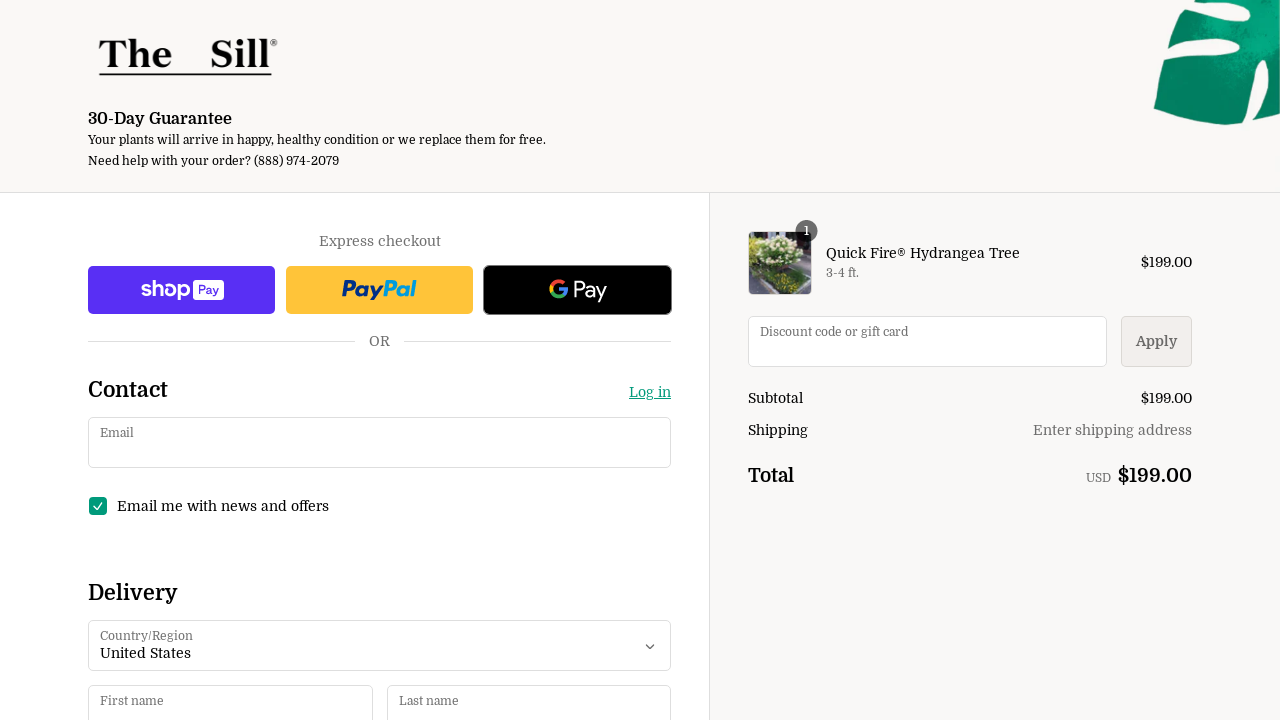 The Sill®
30-Day Guarantee
Your plants will arrive in happy, healthy condition or we replace them for free.
Need help with your order? (888) 974-2079
Express checkout
shop Pay
PayPal
G Pay
OR
Contact
Log in
Email
Email me with news and offers
Delivery
Country/Region
United States
First name
Last name
1
Quick Fire® Hydrangea Tree
3-4 ft.
$199.00
Discount code or gift card
Apply
Subtotal
$199.00
Shipping
Enter shipping address
Total
USD $199.00